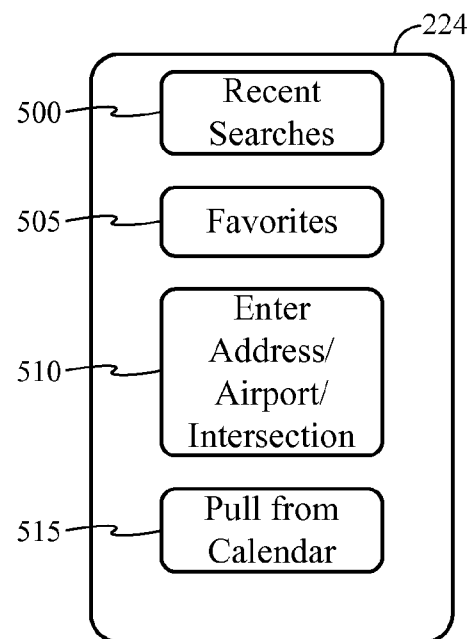 224
500
Recent
Searches
505
Favorites
510
Enter
Address/
Airport/
Intersection
515
Pull from
Calendar